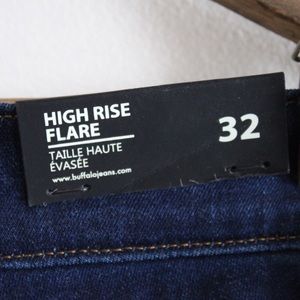 HIGH RISE
FLARE
TAILLE HAUTE
ÉVASÉE
www.buffalojeans.com
32